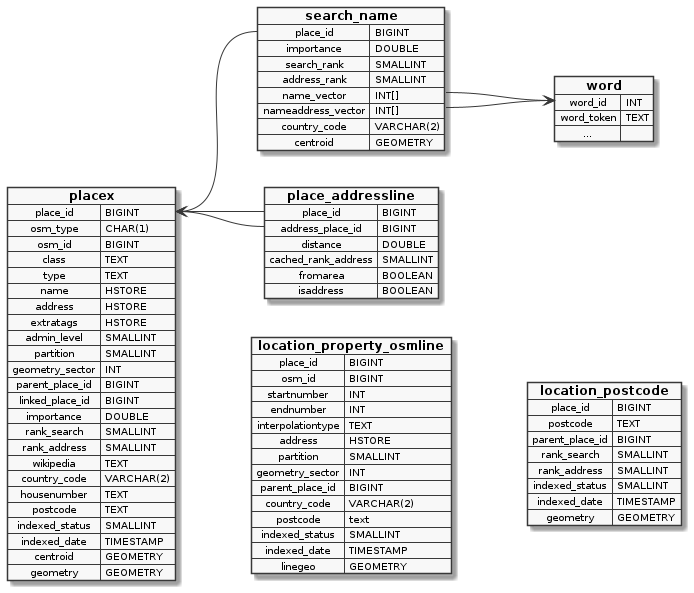 search_name
place_id BIGINT
importance DOUBLE
search_rank SMALLINT
address_rank SMALLINT
name_vector INT[]
nameaddress_vector INT[]
country_code VARCHAR(2)
centroid GEOMETRY
word
word_id INT
word_token TEXT
...
placex
place_id BIGINT
osm_type CHAR(1)
osm_id BIGINT
class TEXT
type TEXT
name HSTORE
address HSTORE
extratags HSTORE
admin_level SMALLINT
partition SMALLINT
geometry_sector INT
parent_place_id BIGINT
linked_place_id BIGINT
importance DOUBLE
rank_search SMALLINT
rank_address SMALLINT
wikipedia TEXT
country_code VARCHAR(2)
housenumber TEXT
postcode TEXT
indexed_status SMALLINT
indexed_date TIMESTAMP
centroid GEOMETRY
geometry GEOMETRY
place_addressline
place_id BIGINT
address_place_id BIGINT
distance DOUBLE
cached_rank_address SMALLINT
fromarea BOOLEAN
isaddress BOOLEAN
location_property_osmline
place_id BIGINT
osm_id BIGINT
startnumber INT
endnumber INT
interpolationtype TEXT
address HSTORE
partition SMALLINT
geometry_sector INT
parent_place_id BIGINT
country_code VARCHAR(2)
postcode text
indexed_status SMALLINT
indexed_date TIMESTAMP
linegeo GEOMETRY
location_postcode
place_id BIGINT
postcode TEXT
parent_place_id BIGINT
rank_search SMALLINT
rank_address SMALLINT
indexed_status SMALLINT
indexed_date TIMESTAMP
geometry GEOMETRY